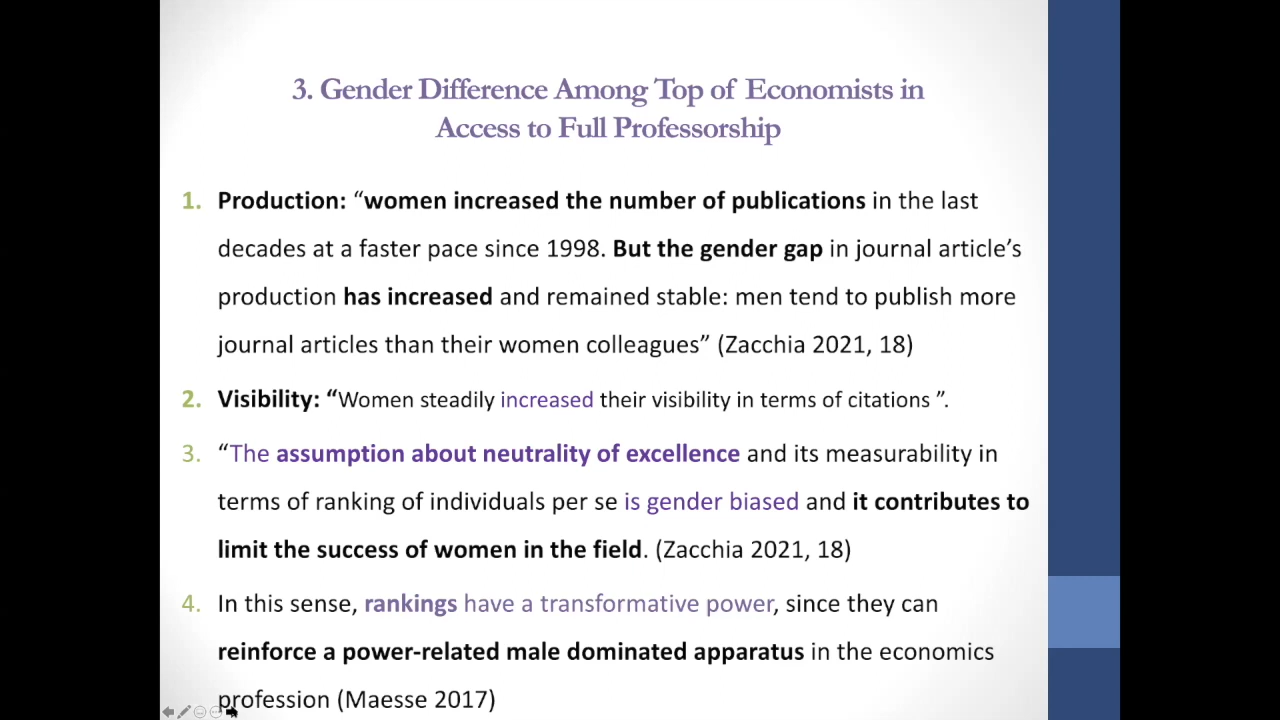 3. Gender Difference Among Top of Economists in
Access to Full Professorship
1. Production: “women increased the number of publications in the last
decades at a faster pace since 1998. But the gender gap in journal article’s
production has increased and remained stable: men tend to publish more
journal articles than their women colleagues” (Zacchia 2021, 18)
2. Visibility: “Women steadily increased their visibility in terms of citations ”.
3. “The assumption about neutrality of excellence and its measurability in
terms of ranking of individuals per se is gender biased and it contributes to
limit the success of women in the field. (Zacchia 2021, 18)
4. In this sense, rankings have a transformative power, since they can
reinforce a power-related male dominated apparatus in the economics
profession (Maesse 2017)